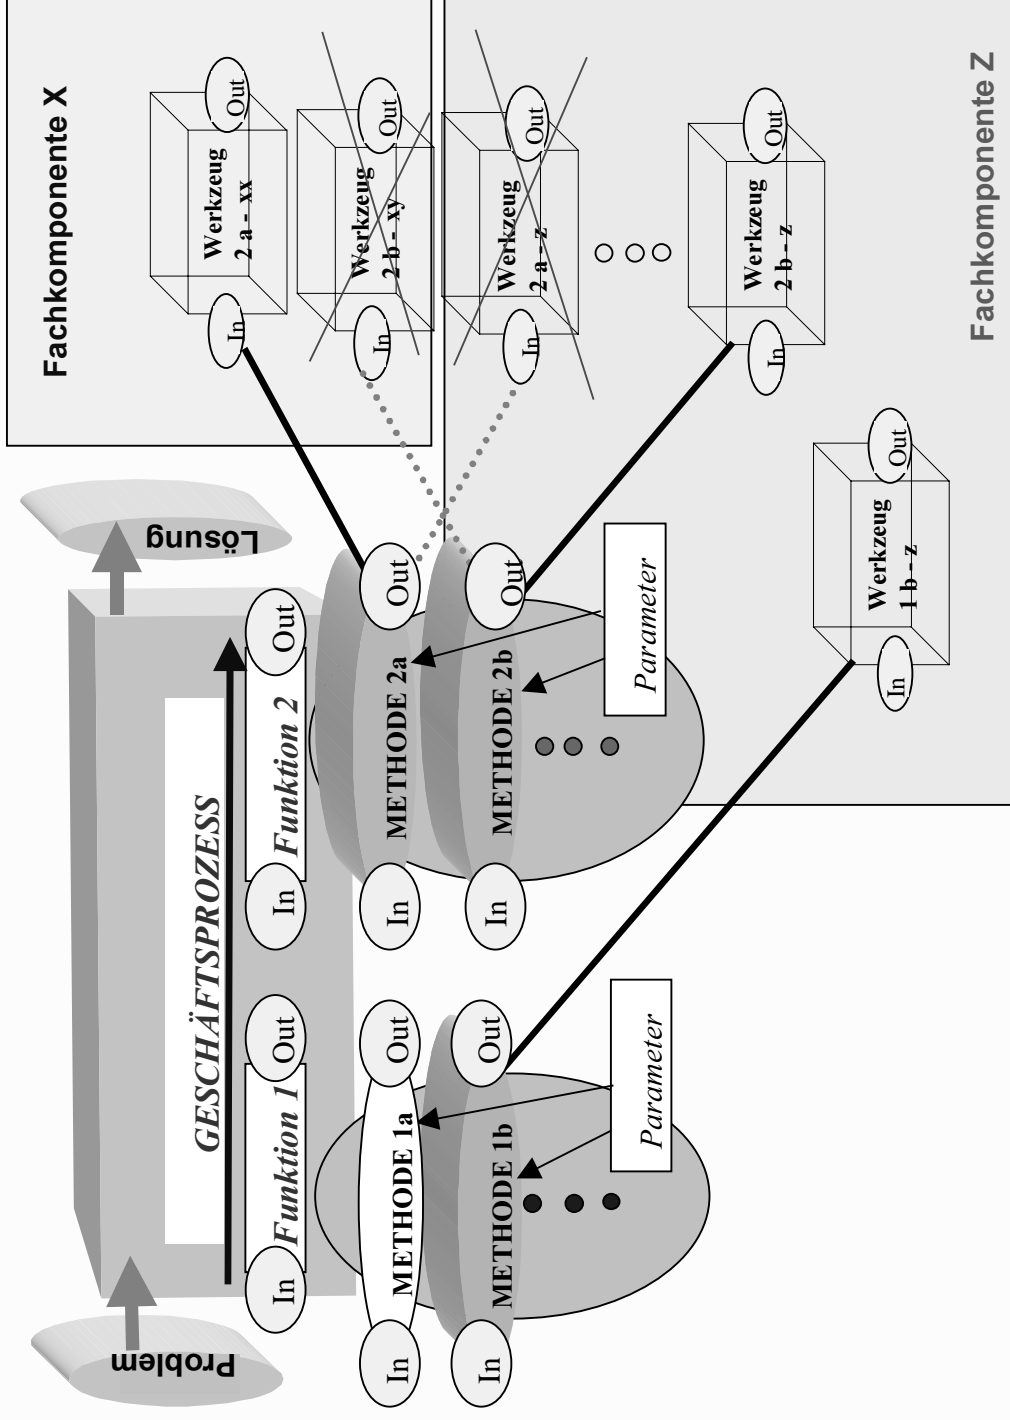 Problem
GESCHÄFTSPROZESS
Lösung
In
Funktion 1
Out
In
Funktion 2
Out
In
METHODE 1a
Out
In
METHODE 2a
Out
In
METHODE 1b
Out
In
METHODE 2b
Out
Parameter
Parameter
Fachkomponente X
In
Werkzeug
2 a - xx
Out
In
Werkzeug
2 b - xy
Out
In
Werkzeug
2 a - z
Out
In
Werkzeug
2 b - z
Out
In
Werkzeug
1 b - z
Out
Fachkomponente Z